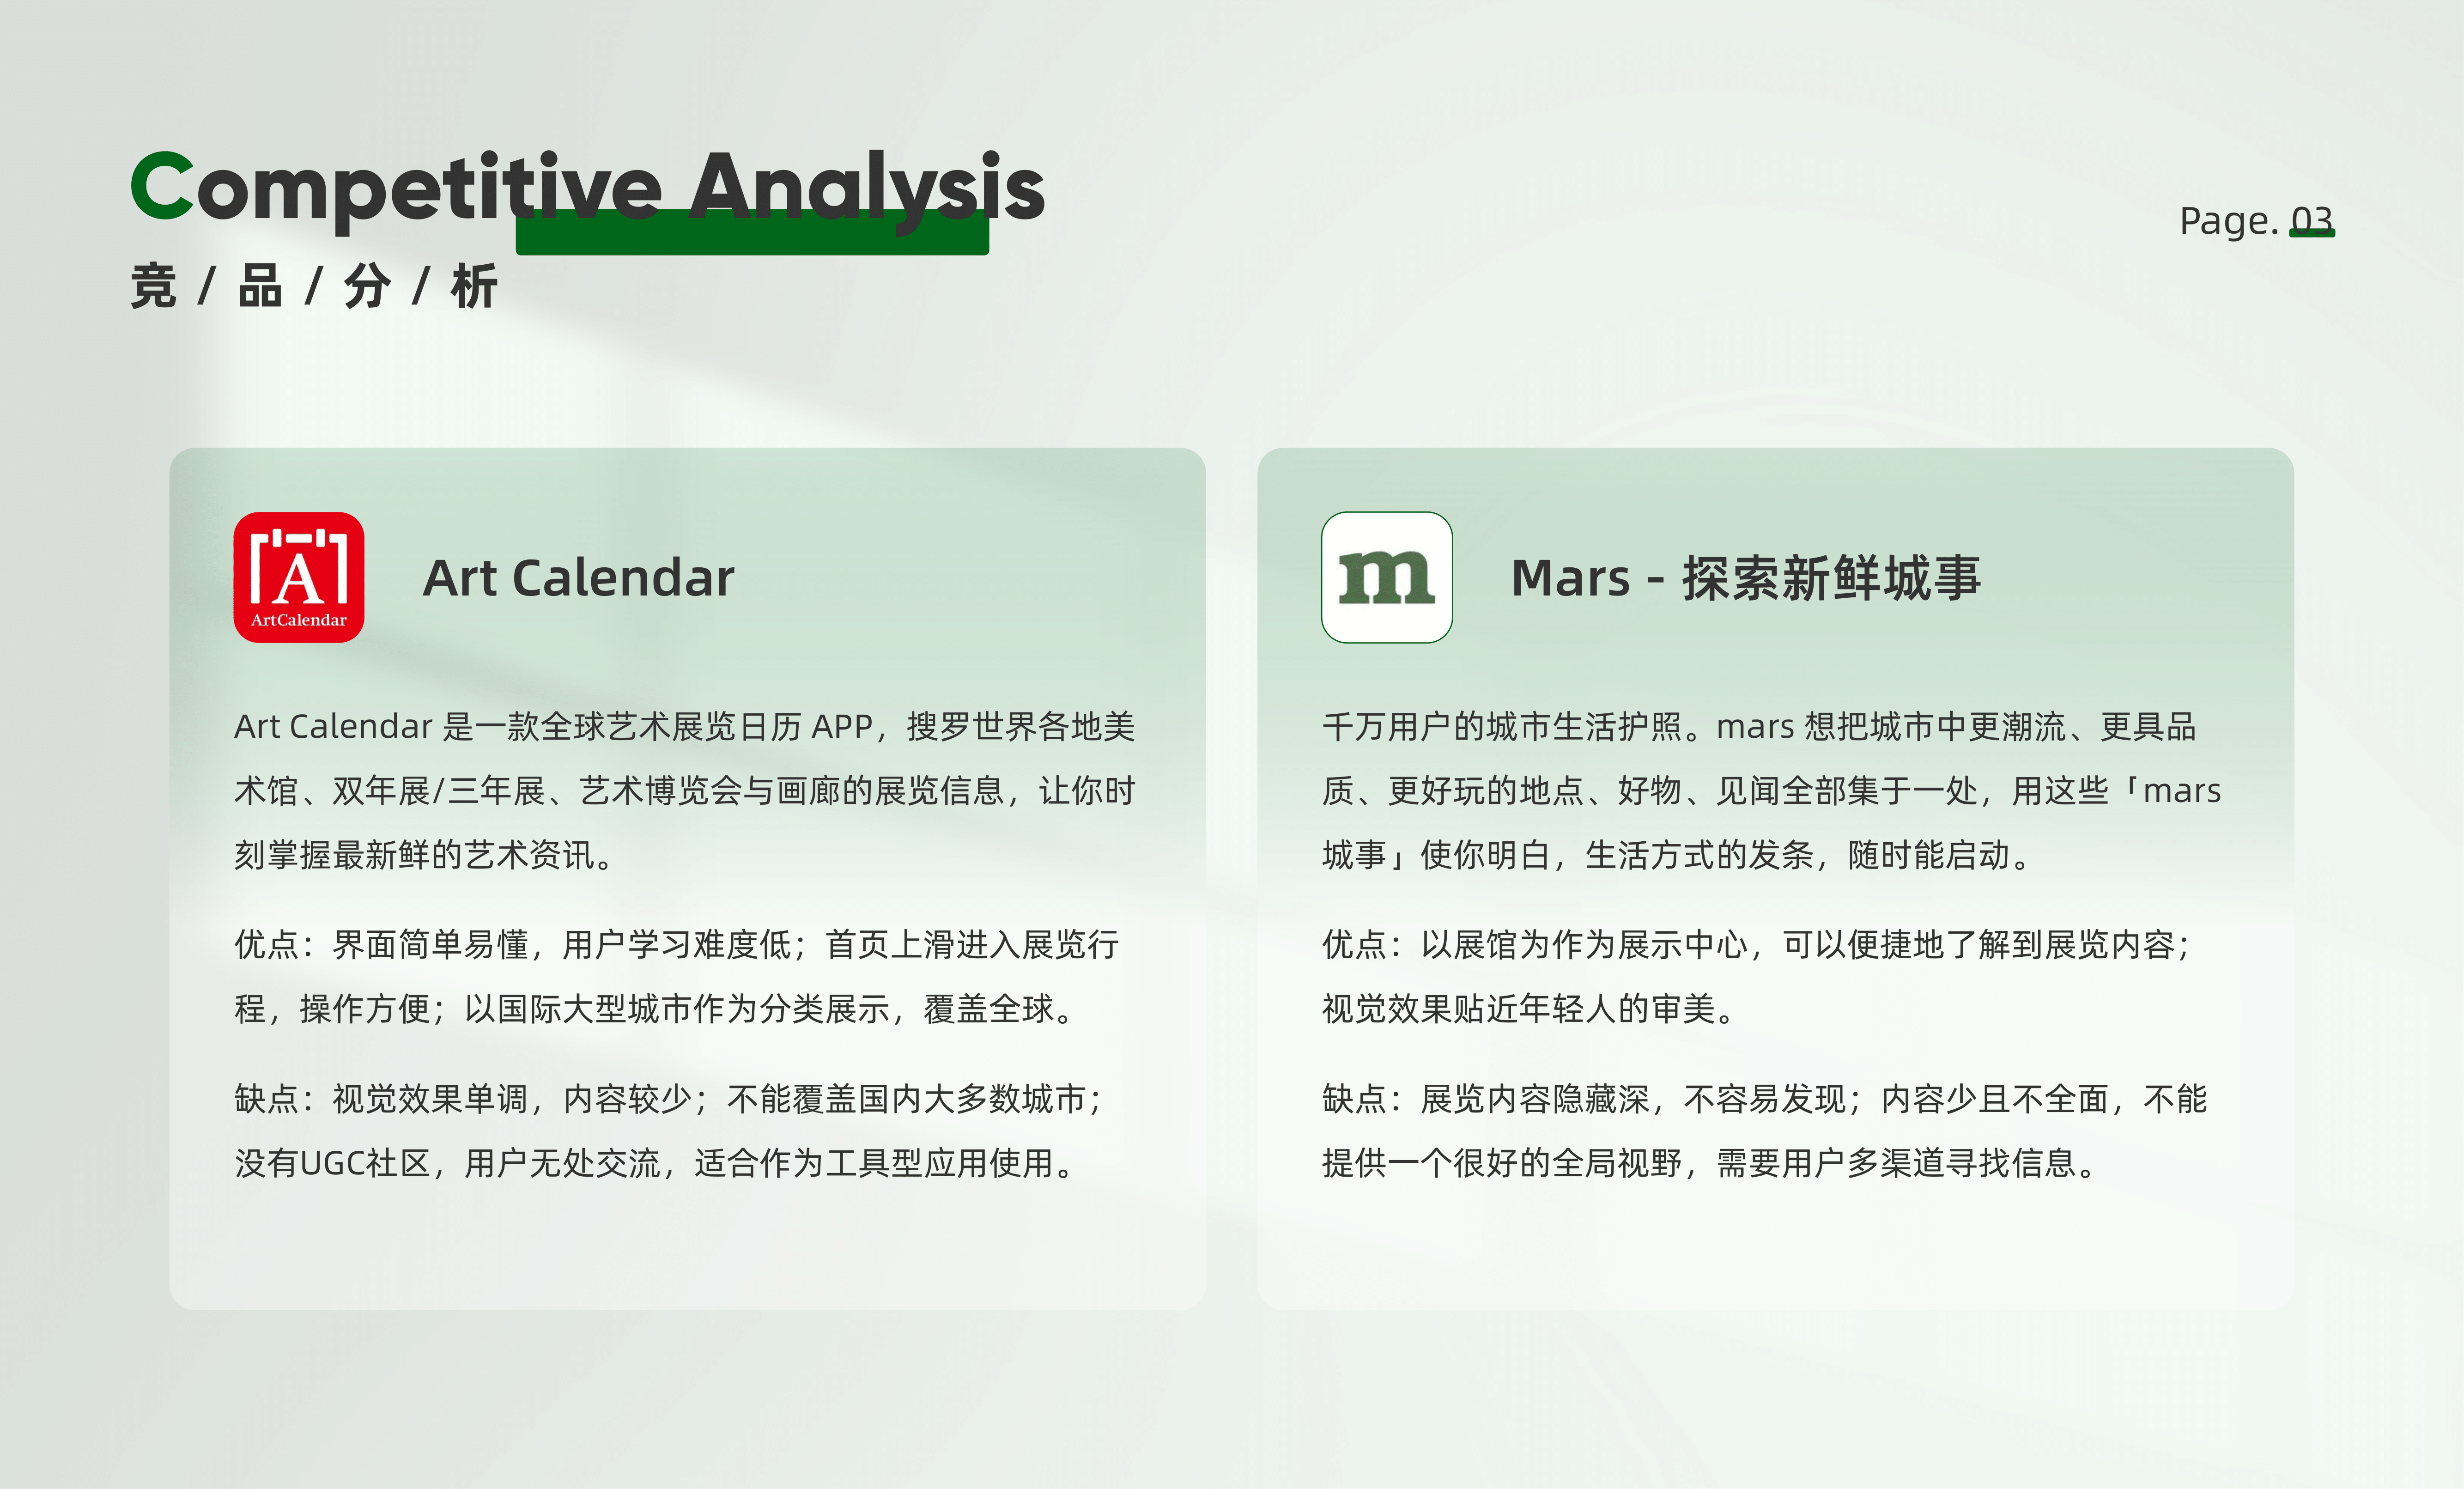 Competitive Analysis
竞 / 品 / 分 / 析
Page. 03
A
ArtCalendar
Art Calendar
Art Calendar 是一款全球艺术展览日历 APP，搜罗世界各地美
术馆、双年展/三年展、艺术博览会与画廊的展览信息，让你时
刻掌握最新鲜的艺术资讯。
优点：界面简单易懂，用户学习难度低；首页上滑进入展览行
程，操作方便；以国际大型城市作为分类展示，覆盖全球。
缺点：视觉效果单调，内容较少；不能覆盖国内大多数城市；
没有UGC社区，用户无处交流，适合作为工具型应用使用。
m
Mars - 探索新鲜城事
千万用户的城市生活护照。mars 想把城市中更潮流、更具品
质、更好玩的地点、好物、见闻全部集于一处，用这些「mars
城事」使你明白，生活方式的发条，随时能启动。
优点：以展馆为作为展示中心，可以便捷地了解到展览内容；
视觉效果贴近年轻人的审美。
缺点：展览内容隐藏深，不容易发现；内容少且不全面，不能
提供一个很好的全局视野，需要用户多渠道寻找信息。